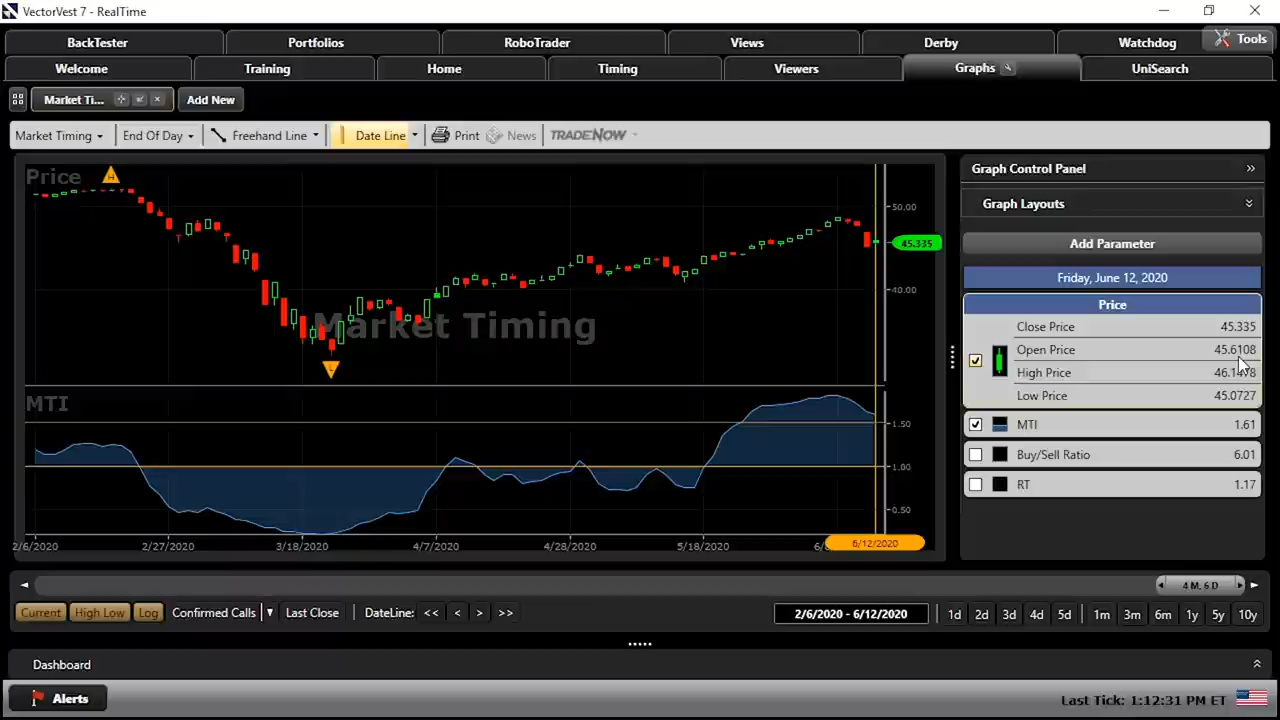 VectorVest 7 - RealTime
BackTester Portfolios RoboTrader Views Derby Watchdog Tools
Welcome Training Home Timing Viewers Graphs UniSearch
Market Ti... Add New
Market Timing End Of Day Freehand Line Date Line Print News TRADENOW
Price
H
50.00
45.335
40.00
Market Timing
L
MTI
1.50
1.00
0.50
2/6/2020 2/27/2020 3/18/2020 4/7/2020 4/28/2020 5/18/2020 6/12/2020
Graph Control Panel
Graph Layouts
Add Parameter
Friday, June 12, 2020
Price
Close Price 45.335
Open Price 45.6108
High Price
Low Price 45.0727
MTI 1.61
Buy/Sell Ratio 6.01
RT 1.17
4 M, 6 D
Current High Low Log Confirmed Calls Last Close DateLine: << < > >> 2/6/2020 - 6/12/2020 1d 2d 3d 4d 5d 1m 3m 6m 1y 5y 10y
Dashboard
Alerts
Last Tick: 1:12:31 PM ET